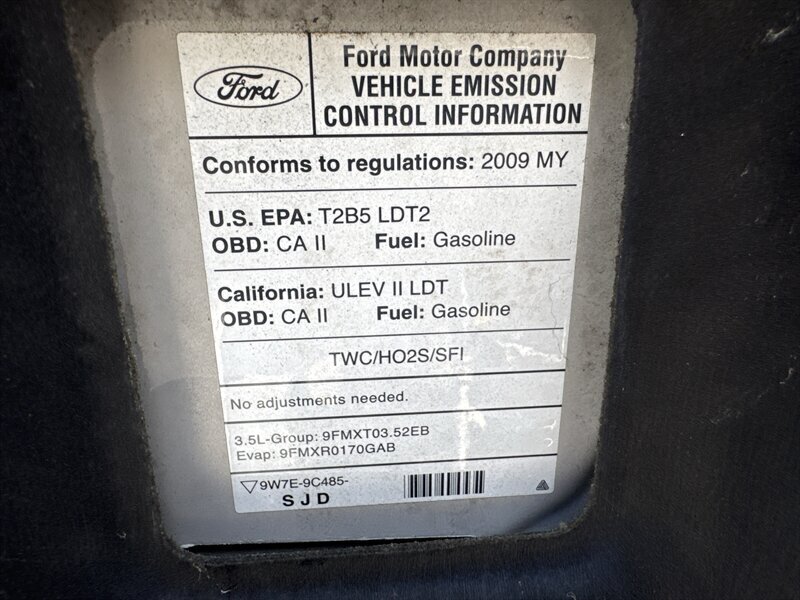 Ford
Ford Motor Company
VEHICLE EMISSION
CONTROL INFORMATION
Conforms to regulations: 2009 MY
U.S. EPA: T2B5 LDT2
OBD: CA II Fuel: Gasoline
California: ULEV II LDT
OBD: CA II Fuel: Gasoline
TWC/HO2S/SFI
No adjustments needed.
3.5L-Group: 9FMXT03.52EB
Evap: 9FMXR0170GAB
9W7E-9C485-
SJD